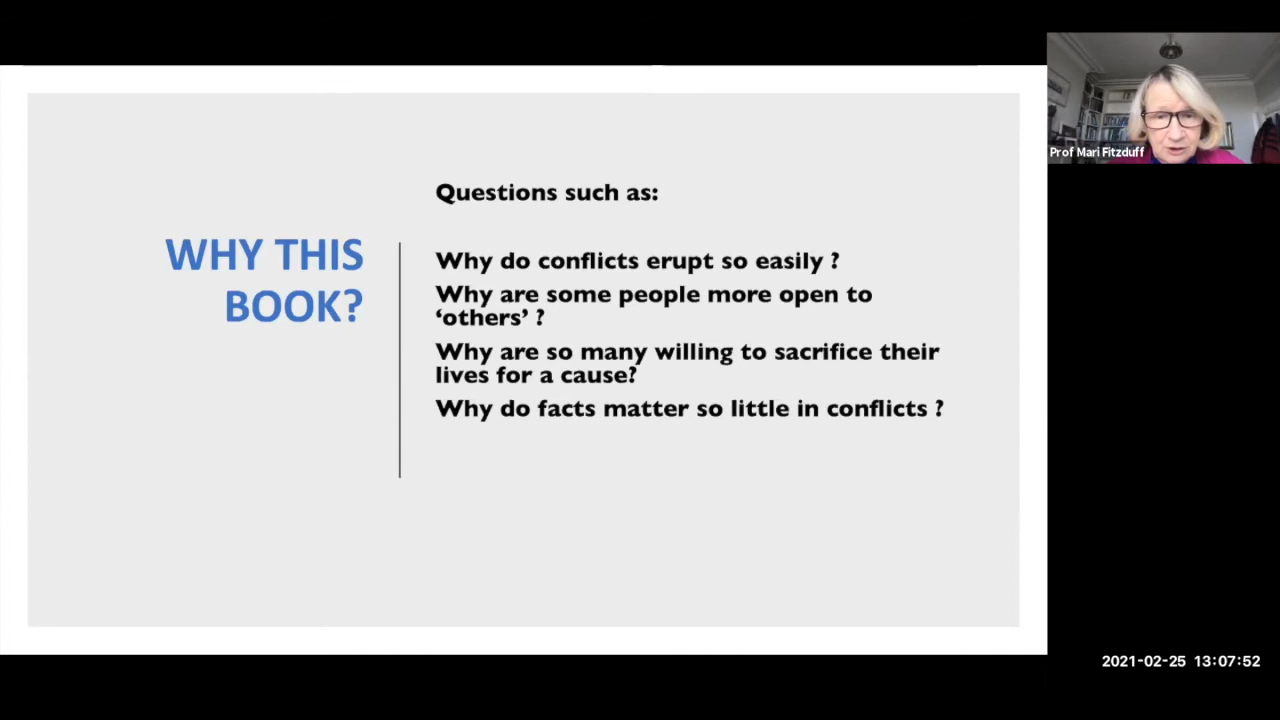 WHY THIS
BOOK?
Questions such as:
Why do conflicts erupt so easily ?
Why are some people more open to
‘others’ ?
Why are so many willing to sacrifice their
lives for a cause?
Why do facts matter so little in conflicts ?
Prof Mari Fitzduff
2021-02-25 13:07:52